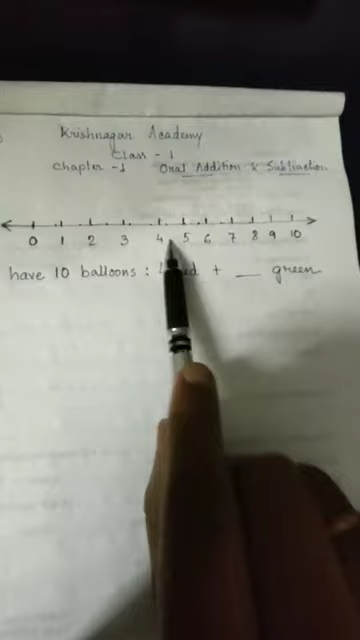 Krishnagar Academy
Class - 1
Chapter - 1 Oral Addition & Subtraction
0 1 2 3 4 5 6 7 8 9 10
have 10 balloons : + __ green